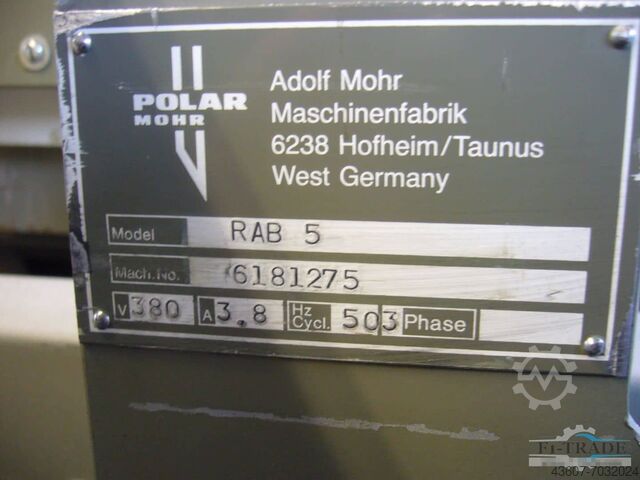 POLAR
MOHR
Adolf Mohr
Maschinenfabrik
6238 Hofheim/Taunus
West Germany
Model RAB 5
Mach.No. 6181275
V 380 A 3,8 Hz Cycl. 50 3 Phase
FI-TRADE
43607-7032024